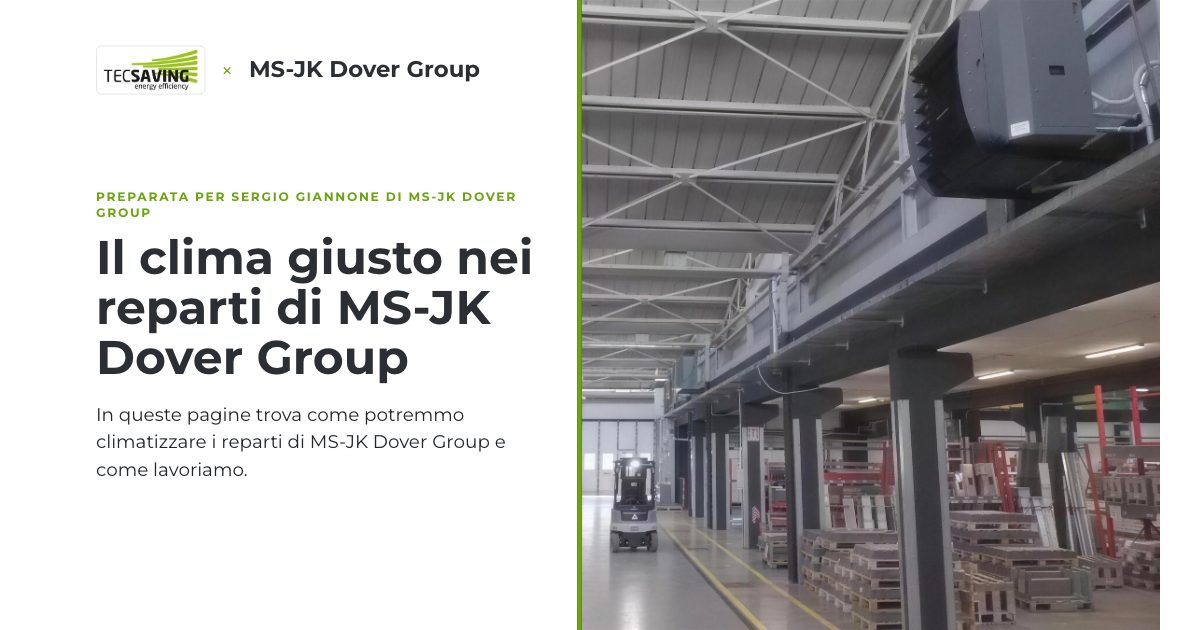 TECSAVING
energy efficiency
× MS-JK Dover Group
PREPARATA PER SERGIO GIANNONE DI MS-JK DOVER
GROUP
Il clima giusto nei
reparti di MS-JK
Dover Group
In queste pagine trova come potremmo
climatizzare i reparti di MS-JK Dover Group e
come lavoriamo.